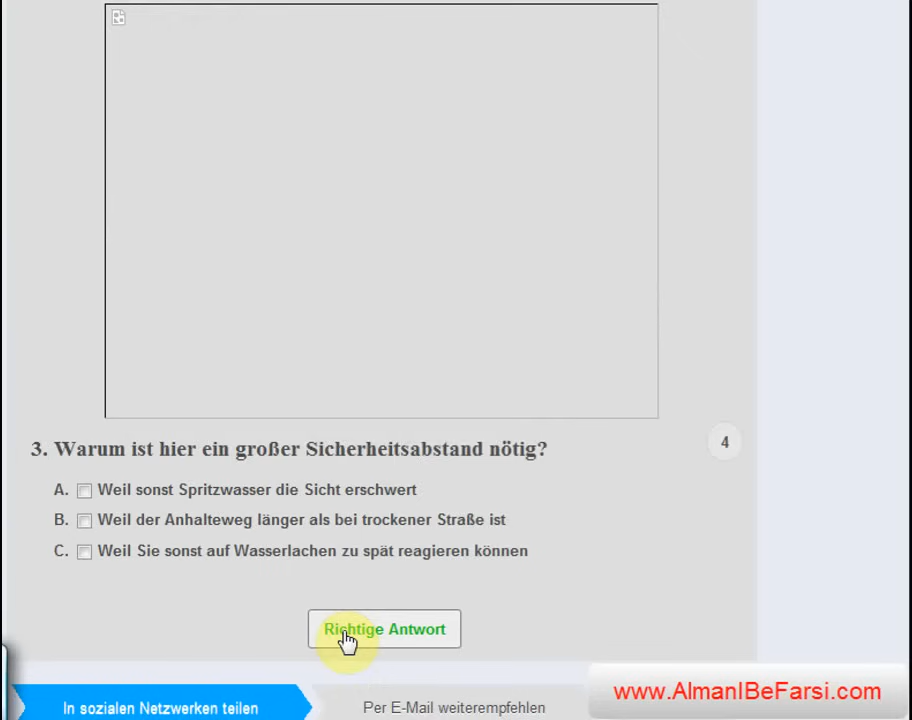 3. Warum ist hier ein großer Sicherheitsabstand nötig?
4
A. Weil sonst Spritzwasser die Sicht erschwert
B. Weil der Anhalteweg länger als bei trockener Straße ist
C. Weil Sie sonst auf Wasserlachen zu spät reagieren können
Richtige Antwort
In sozialen Netzwerken teilen
Per E-Mail weiterempfehlen
www.AlmanIBeFarsi.com